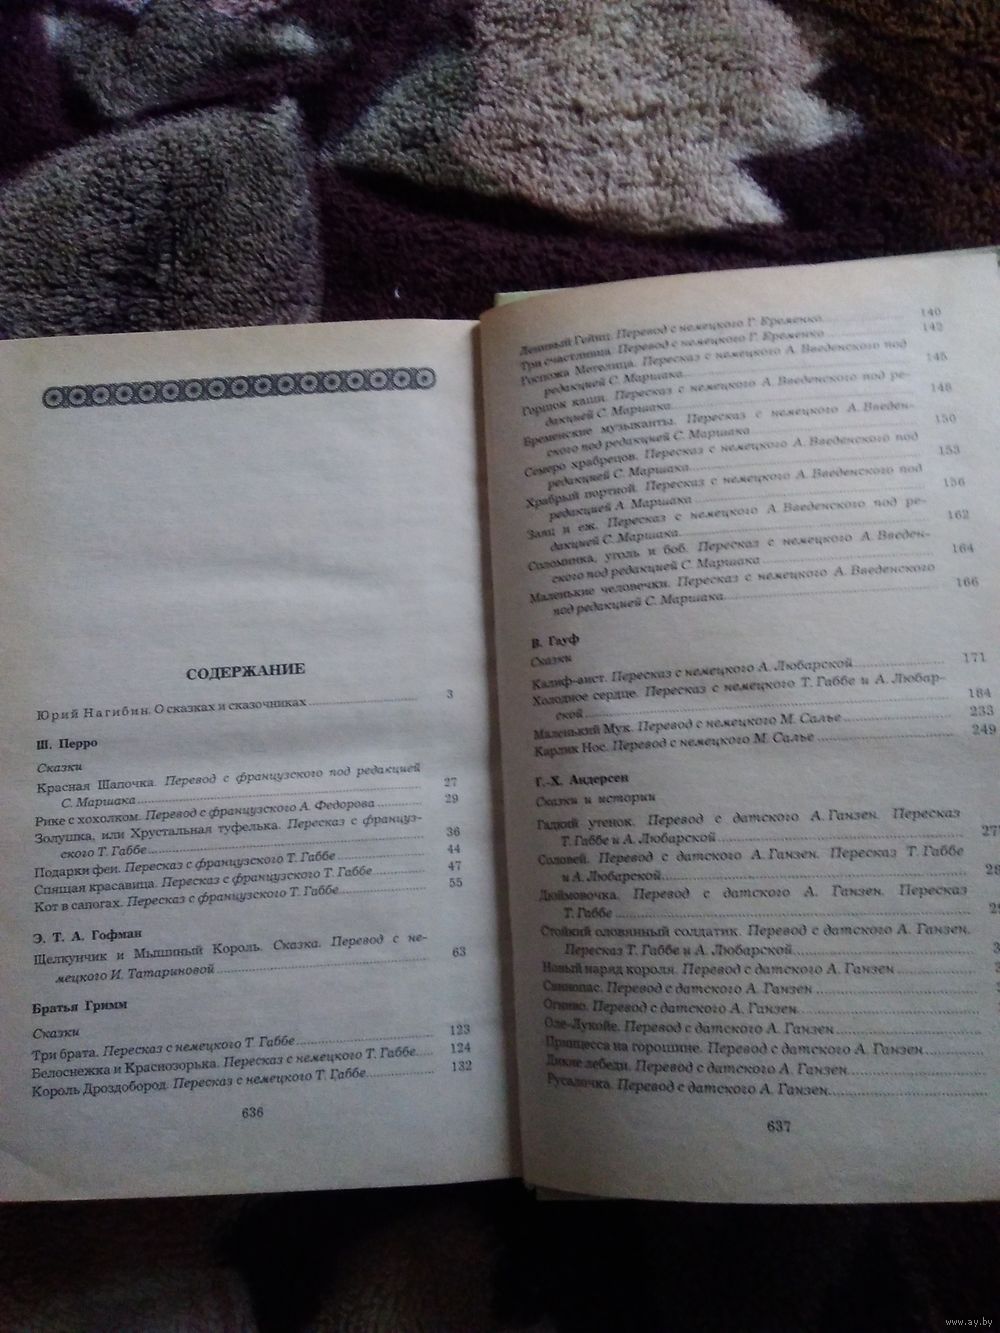 СОДЕРЖАНИЕ
Юрий Нагибин. О сказках и сказочниках 3
Ш. Перро
Сказки
Красная Шапочка. Перевод с французского под редакцией
С. Маршака 27
Рике с хохолком. Перевод с французского А. Федорова 29
Золушка, или Хрустальная туфелька. Пересказ с француз-
ского Т. Габбе 36
Подарки феи. Пересказ с французского Т. Габбе 44
Спящая красавица. Пересказ с французского Т. Габбе 47
Кот в сапогах. Пересказ с французского Т. Габбе 55
Э. Т. А. Гофман
Щелкунчик и Мышиный Король. Сказка. Перевод с не-
мецкого И. Татариновой 63
Братья Гримм
Сказки
Три брата. Пересказ с немецкого Т. Габбе 123
Белоснежка и Краснозорька. Пересказ с немецкого Т. Габбе 124
Король Дроздобород. Пересказ с немецкого Т. Габбе 132
636
Ленивый Гейнц. Перевод с немецкого Г. Еременко 140
Три счастливца. Перевод с немецкого Г. Еременко 142
Госпожа Метелица. Пересказ с немецкого А. Введенского под
редакцией С. Маршака 145
Горшок каши. Пересказ с немецкого А. Введенского под ре-
дакцией С. Маршака 148
Бременские музыканты. Пересказ с немецкого А. Введен-
ского под редакцией С. Маршака 150
Семеро храбрецов. Пересказ с немецкого А. Введенского под
редакцией С. Маршака 153
Храбрый портной. Пересказ с немецкого А. Введенского под
редакцией А. Маршака 156
Заяц и еж. Пересказ с немецкого А. Введенского под ре-
дакцией С. Маршака 162
Соломинка, уголь и боб. Пересказ с немецкого А. Введен-
ского под редакцией С. Маршака 164
Маленькие человечки. Пересказ с немецкого А. Введенского
под редакцией С. Маршака 166
В. Гауф
Сказки
Калиф-аист. Пересказ с немецкого А. Любарской 171
Холодное сердце. Пересказ с немецкого Т. Габбе и А. Любар-
ской 184
Маленький Мук. Перевод с немецкого М. Салье 233
Карлик Нос. Перевод с немецкого М. Салье 249
Г.-Х. Андерсен
Сказки и истории
Гадкий утенок. Перевод с датского А. Ганзен. Пересказ
Т. Габбе и А. Любарской 27
Соловей. Перевод с датского А. Ганзен. Пересказ Т. Габбе
и А. Любарской 28
Дюймовочка. Перевод с датского А. Ганзен. Пересказ
Т. Габбе 29
Стойкий оловянный солдатик. Перевод с датского А. Ганзен.
Пересказ Т. Габбе и А. Любарской 3
Новый наряд короля. Перевод с датского А. Ганзен
Свинопас. Перевод с датского А. Ганзен
Огниво. Перевод с датского А. Ганзен
Оле-Лукойе. Перевод с датского А. Ганзен
Принцесса на горошине. Перевод с датского А. Ганзен
Дикие лебеди. Перевод с датского А. Ганзен
Русалочка. Перевод с датского А. Ганзен
637
www.ay.by